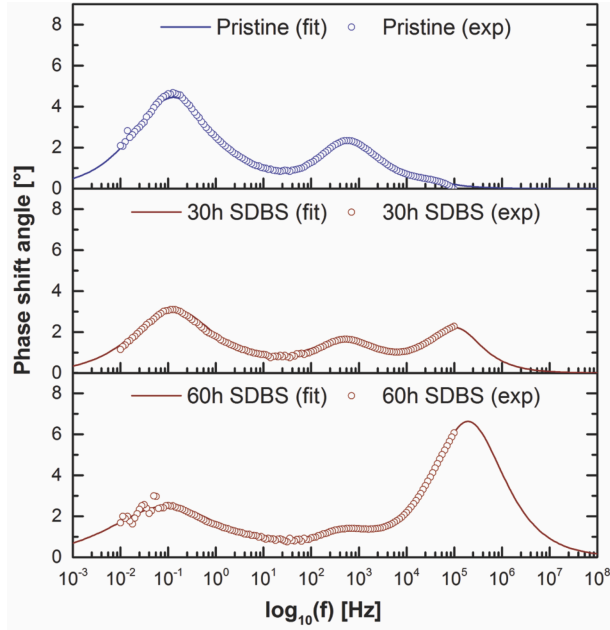 Pristine (fit) Pristine (exp)
8
6
4
2
0
30h SDBS (fit) 30h SDBS (exp)
8
6
4
2
0
60h SDBS (fit) 60h SDBS (exp)
8
6
4
2
0
Phase shift angle [°]
10⁻³ 10⁻² 10⁻¹ 10⁰ 10¹ 10² 10³ 10⁴ 10⁵ 10⁶ 10⁷ 10⁸
log₁₀(f) [Hz]